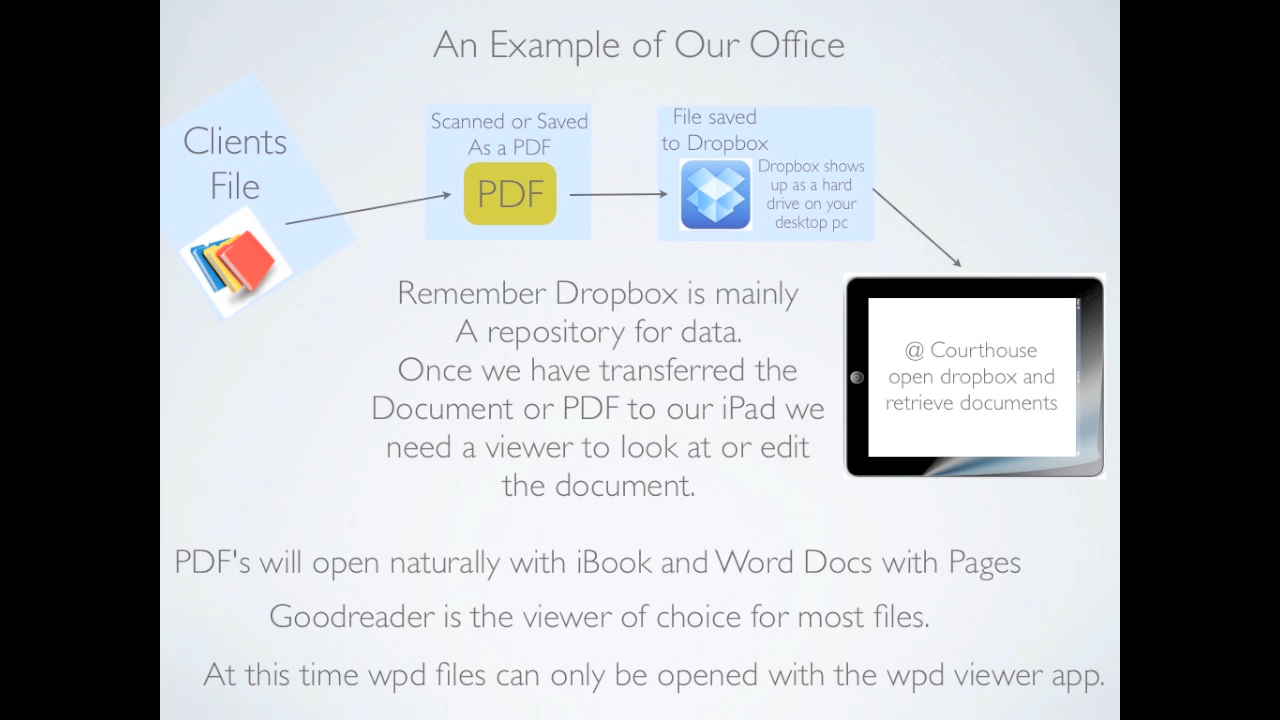 An Example of Our Office
Clients
File
Scanned or Saved
As a PDF
PDF
File saved
to Dropbox
Dropbox shows
up as a hard
drive on your
desktop pc
@ Courthouse
open dropbox and
retrieve documents
Remember Dropbox is mainly
A repository for data.
Once we have transferred the
Document or PDF to our iPad we
need a viewer to look at or edit
the document.
PDF's will open naturally with iBook and Word Docs with Pages
Goodreader is the viewer of choice for most files.
At this time wpd files can only be opened with the wpd viewer app.